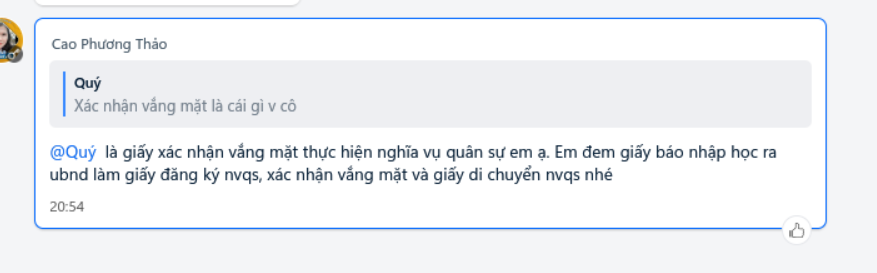 Cao Phương Thảo
Quý
Xác nhận vắng mặt là cái gì v cô
@Quý là giấy xác nhận vắng mặt thực hiện nghĩa vụ quân sự em ạ. Em đem giấy báo nhập học ra
ubnd làm giấy đăng ký nvqs, xác nhận vắng mặt và giấy di chuyển nvqs nhé
20:54